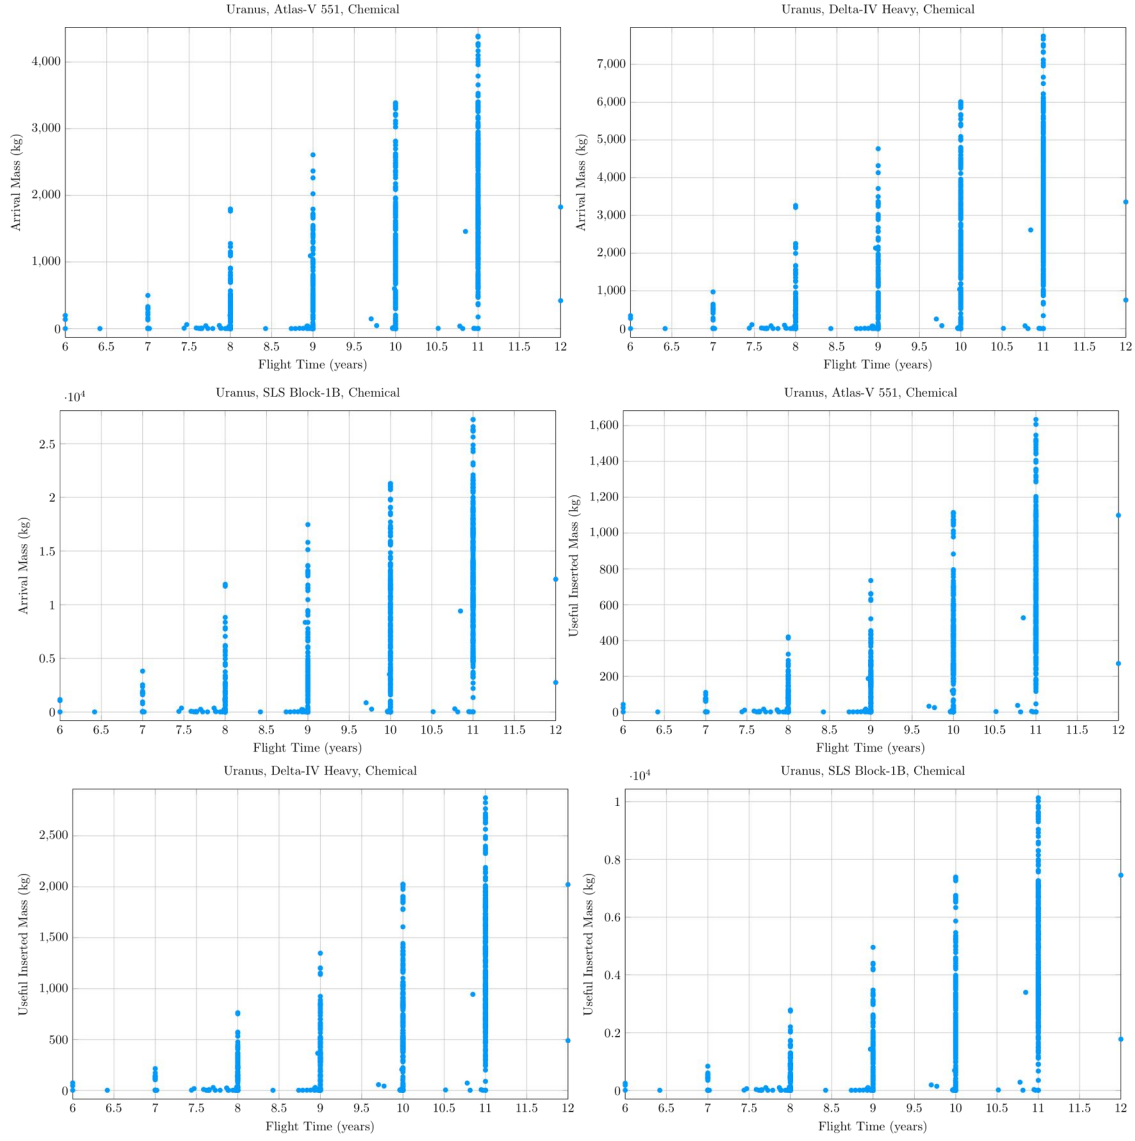 Uranus, Atlas-V 551, Chemical
4,000
3,000
2,000
1,000
0
Arrival Mass (kg)
6 6.5 7 7.5 8 8.5 9 9.5 10 10.5 11 11.5 12
Flight Time (years)
Uranus, Delta-IV Heavy, Chemical
7,000
6,000
5,000
4,000
3,000
2,000
1,000
0
Arrival Mass (kg)
6 6.5 7 7.5 8 8.5 9 9.5 10 10.5 11 11.5 12
Flight Time (years)
Uranus, SLS Block-1B, Chemical
·10⁴
2.5
2
1.5
1
0.5
0
Arrival Mass (kg)
6 6.5 7 7.5 8 8.5 9 9.5 10 10.5 11 11.5 12
Flight Time (years)
Uranus, Atlas-V 551, Chemical
1,600
1,400
1,200
1,000
800
600
400
200
0
Useful Inserted Mass (kg)
6 6.5 7 7.5 8 8.5 9 9.5 10 10.5 11 11.5 12
Flight Time (years)
Uranus, Delta-IV Heavy, Chemical
2,500
2,000
1,500
1,000
500
0
Useful Inserted Mass (kg)
6 6.5 7 7.5 8 8.5 9 9.5 10 10.5 11 11.5 12
Flight Time (years)
Uranus, SLS Block-1B, Chemical
·10⁴
1
0.8
0.6
0.4
0.2
0
Useful Inserted Mass (kg)
6 6.5 7 7.5 8 8.5 9 9.5 10 10.5 11 11.5 12
Flight Time (years)